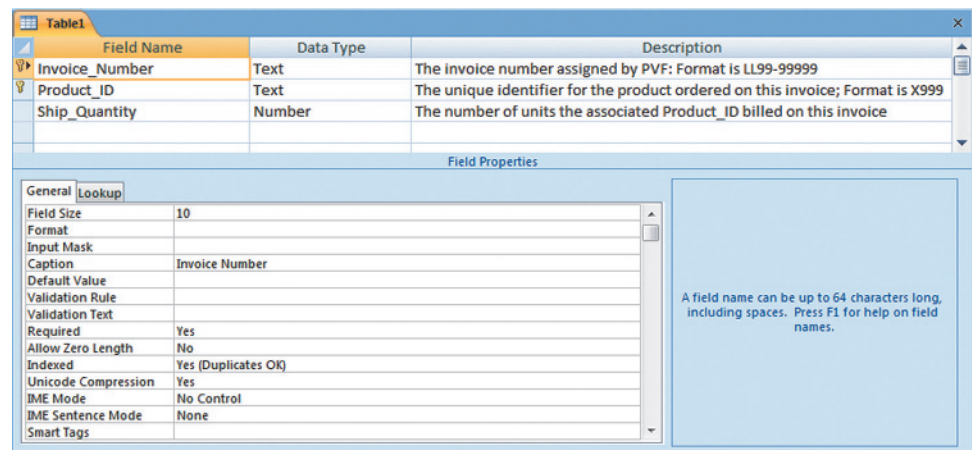 Table1
Field Name Data Type Description
Invoice_Number Text The invoice number assigned by PVF: Format is LL99-99999
Product_ID Text The unique identifier for the product ordered on this invoice; Format is X999
Ship_Quantity Number The number of units the associated Product_ID billed on this invoice
Field Properties
General Lookup
Field Size 10
Format
Input Mask
Caption Invoice Number
Default Value
Validation Rule
Validation Text
Required Yes
Allow Zero Length No
Indexed Yes (Duplicates OK)
Unicode Compression Yes
IME Mode No Control
IME Sentence Mode None
Smart Tags
A field name can be up to 64 characters long,
including spaces. Press F1 for help on field
names.